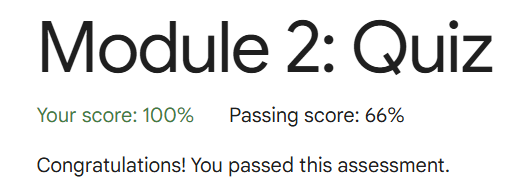 Module 2: Quiz
Your score: 100% Passing score: 66%
Congratulations! You passed this assessment.